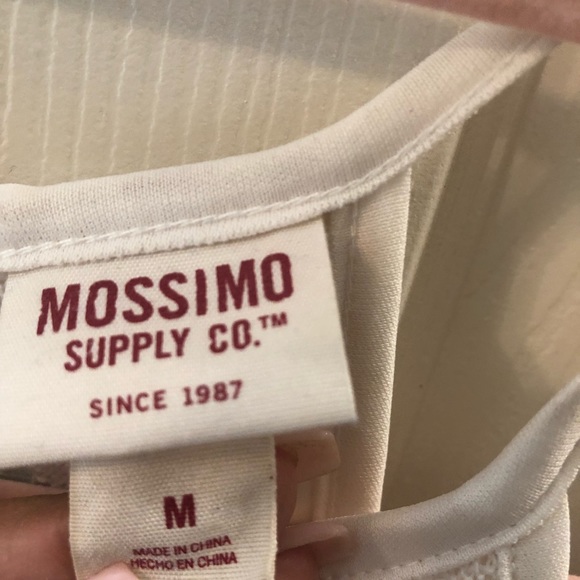 MOSSIMO
SUPPLY CO.™
SINCE 1987
M
MADE IN CHINA
HECHO EN CHINA